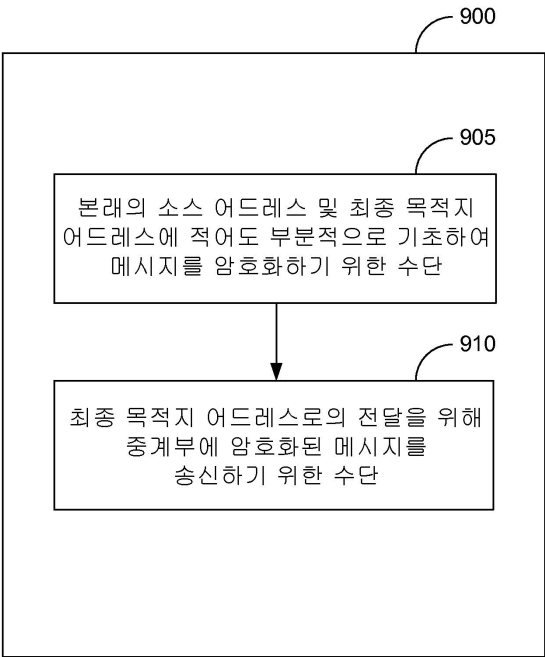 900
905
본래의 소스 어드레스 및 최종 목적지
어드레스에 적어도 부분적으로 기초하여
메시지를 암호화하기 위한 수단
910
최종 목적지 어드레스로의 전달을 위해
중계부에 암호화된 메시지를
송신하기 위한 수단